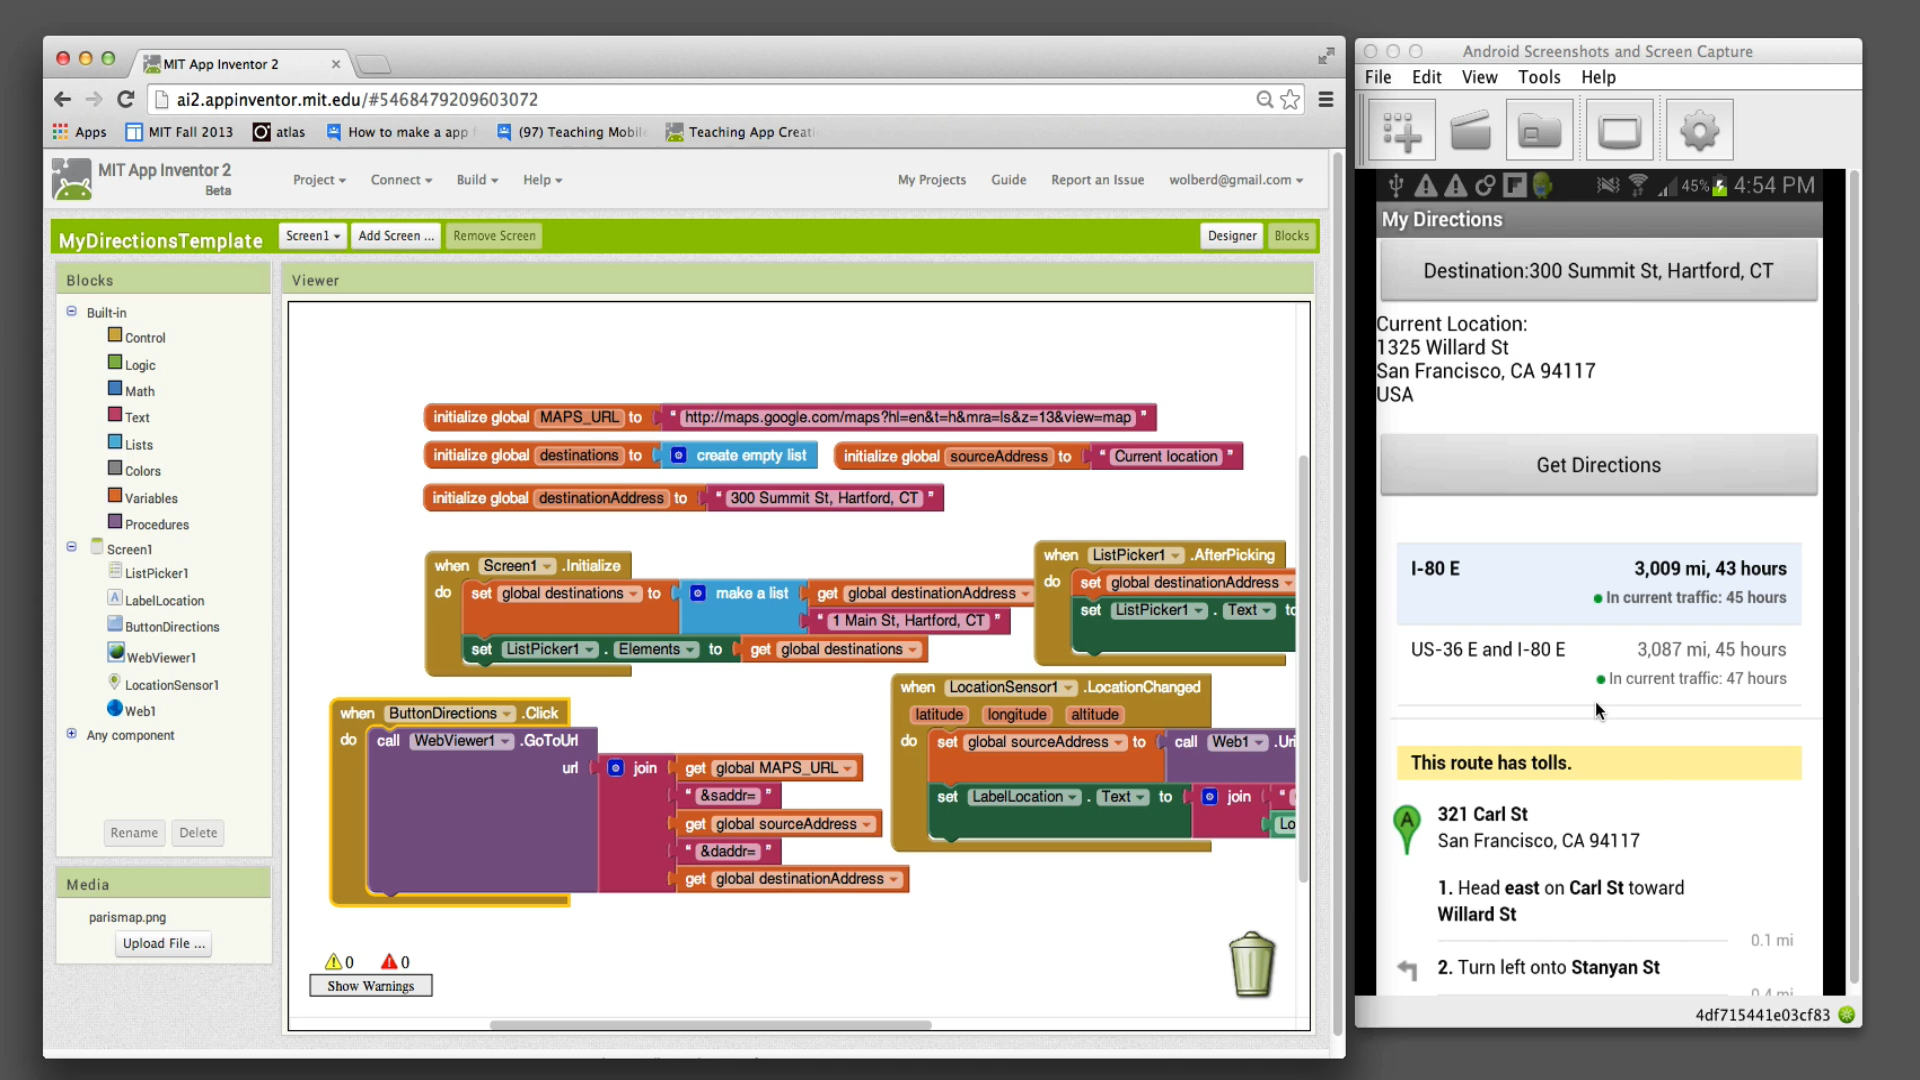 MIT App Inventor 2
ai2.appinventor.mit.edu/#5468479209603072
Apps MIT Fall 2013 atlas How to make a app (97) Teaching Mobil Teaching App Creati
MIT App Inventor 2
Beta
Project Connect Build Help My Projects Guide Report an Issue wolberd@gmail.com
MyDirectionsTemplate Screen1 Add Screen ... Remove Screen Designer Blocks
Blocks
Built-in
Control
Logic
Math
Text
Lists
Colors
Variables
Procedures
Screen1
ListPicker1
LabelLocation
ButtonDirections
WebViewer1
LocationSensor1
Web1
Any component
Rename Delete
Media
parismap.png
Upload File ...
Viewer
initialize global MAPS_URL to " http://maps.google.com/maps?hl=en&t=h&mra=ls&z=13&view=map "
initialize global destinations to create empty list initialize global sourceAddress to " Current location "
initialize global destinationAddress to " 300 Summit St, Hartford, CT "
when Screen1 .Initialize
do set global destinations to make a list get global destinationAddress
" 1 Main St, Hartford, CT "
set ListPicker1 . Elements to get global destinations
when ListPicker1 .AfterPicking
do set global destinationAddress
set ListPicker1 . Text to
when ButtonDirections .Click
do call WebViewer1 .GoToUrl
url join get global MAPS_URL
" &saddr= "
get global sourceAddress
" &daddr= "
get global destinationAddress
when LocationSensor1 .LocationChanged
latitude longitude altitude
do set global sourceAddress to call Web1 .Uri
set LabelLocation . Text to join "
Lo
0 0
Show Warnings
Android Screenshots and Screen Capture
File Edit View Tools Help
45% 4:54 PM
My Directions
Destination:300 Summit St, Hartford, CT
Current Location:
1325 Willard St
San Francisco, CA 94117
USA
Get Directions
I-80 E 3,009 mi, 43 hours
In current traffic: 45 hours
US-36 E and I-80 E 3,087 mi, 45 hours
In current traffic: 47 hours
This route has tolls.
A 321 Carl St
San Francisco, CA 94117
1. Head east on Carl St toward
Willard St
0.1 mi
2. Turn left onto Stanyan St
0.4 mi
4df715441e03cf83